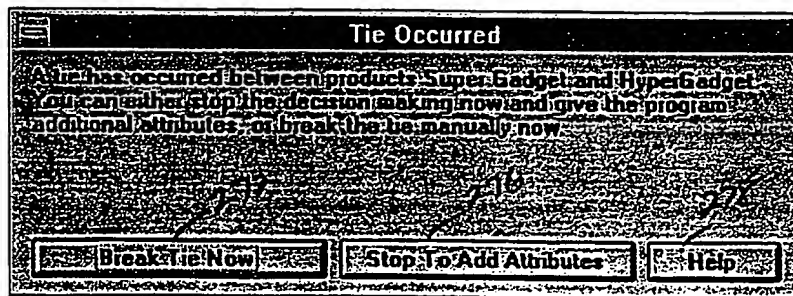 Tie Occurred
A tie has occurred between products Super Gadget and HyperGadget.
You can either stop the decision making now and give the program
additional attributes, or break the tie manually now
276
278
Break Tie Now
Stop To Add Attributes
Help